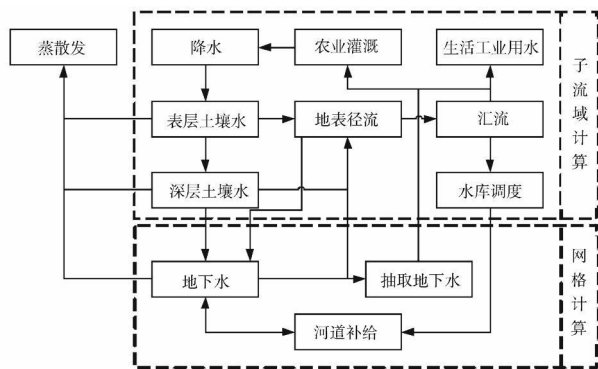 蒸散发
降水
农业灌溉
生活工业用水
表层土壤水
地表径流
汇流
深层土壤水
水库调度
子流域计算
地下水
抽取地下水
河道补给
网格计算